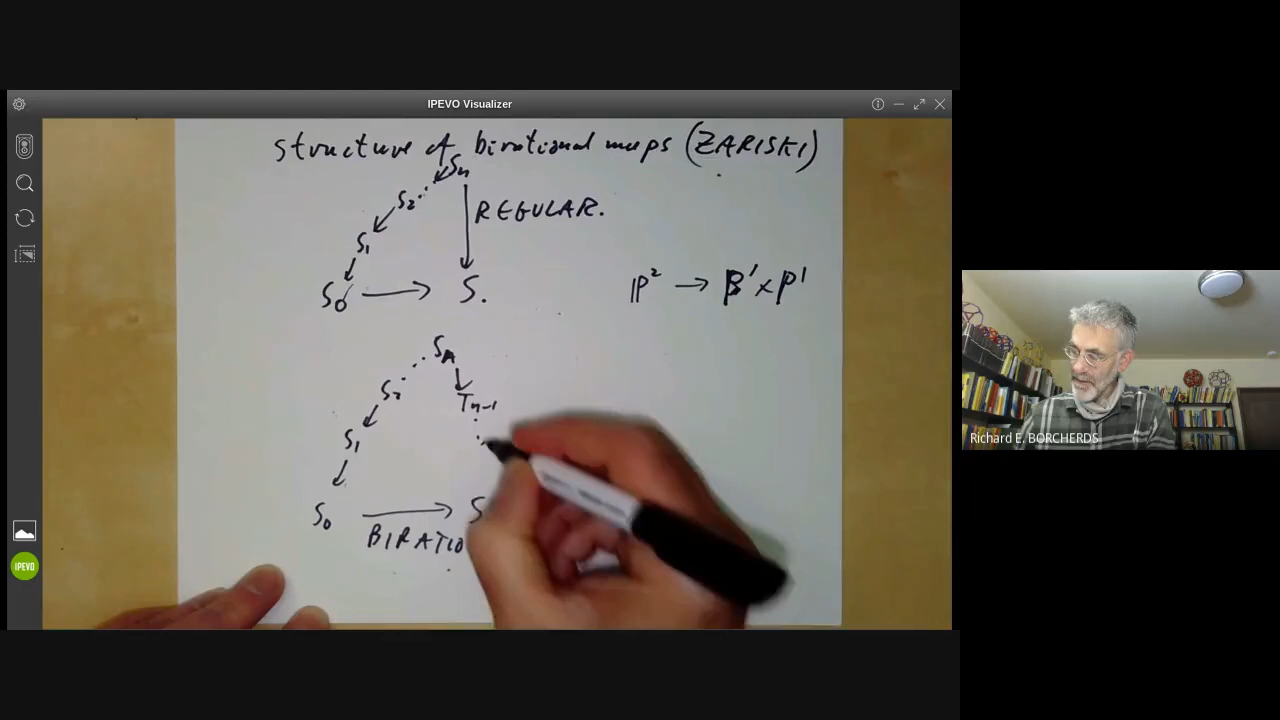 IPEVO Visualizer
structure of birational maps (ZARISKI)
Sn
S2
REGULAR.
S1
S0 → S.
P² → P¹×P¹
Sn
S2
Tn-1
S1
S0 → S
BIRATIO
IPEVO
Richard E. BORCHERDS